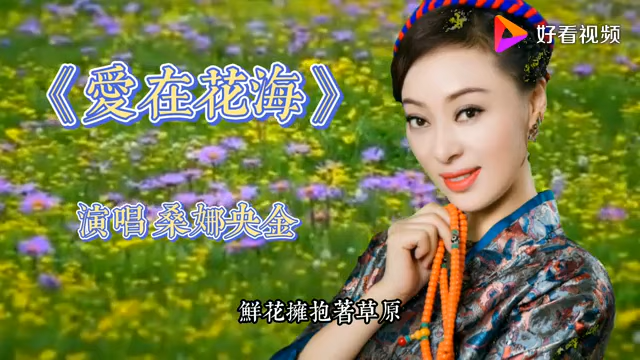 好看视频
《愛在花海》
演唱 桑娜央金
鮮花擁抱著草原